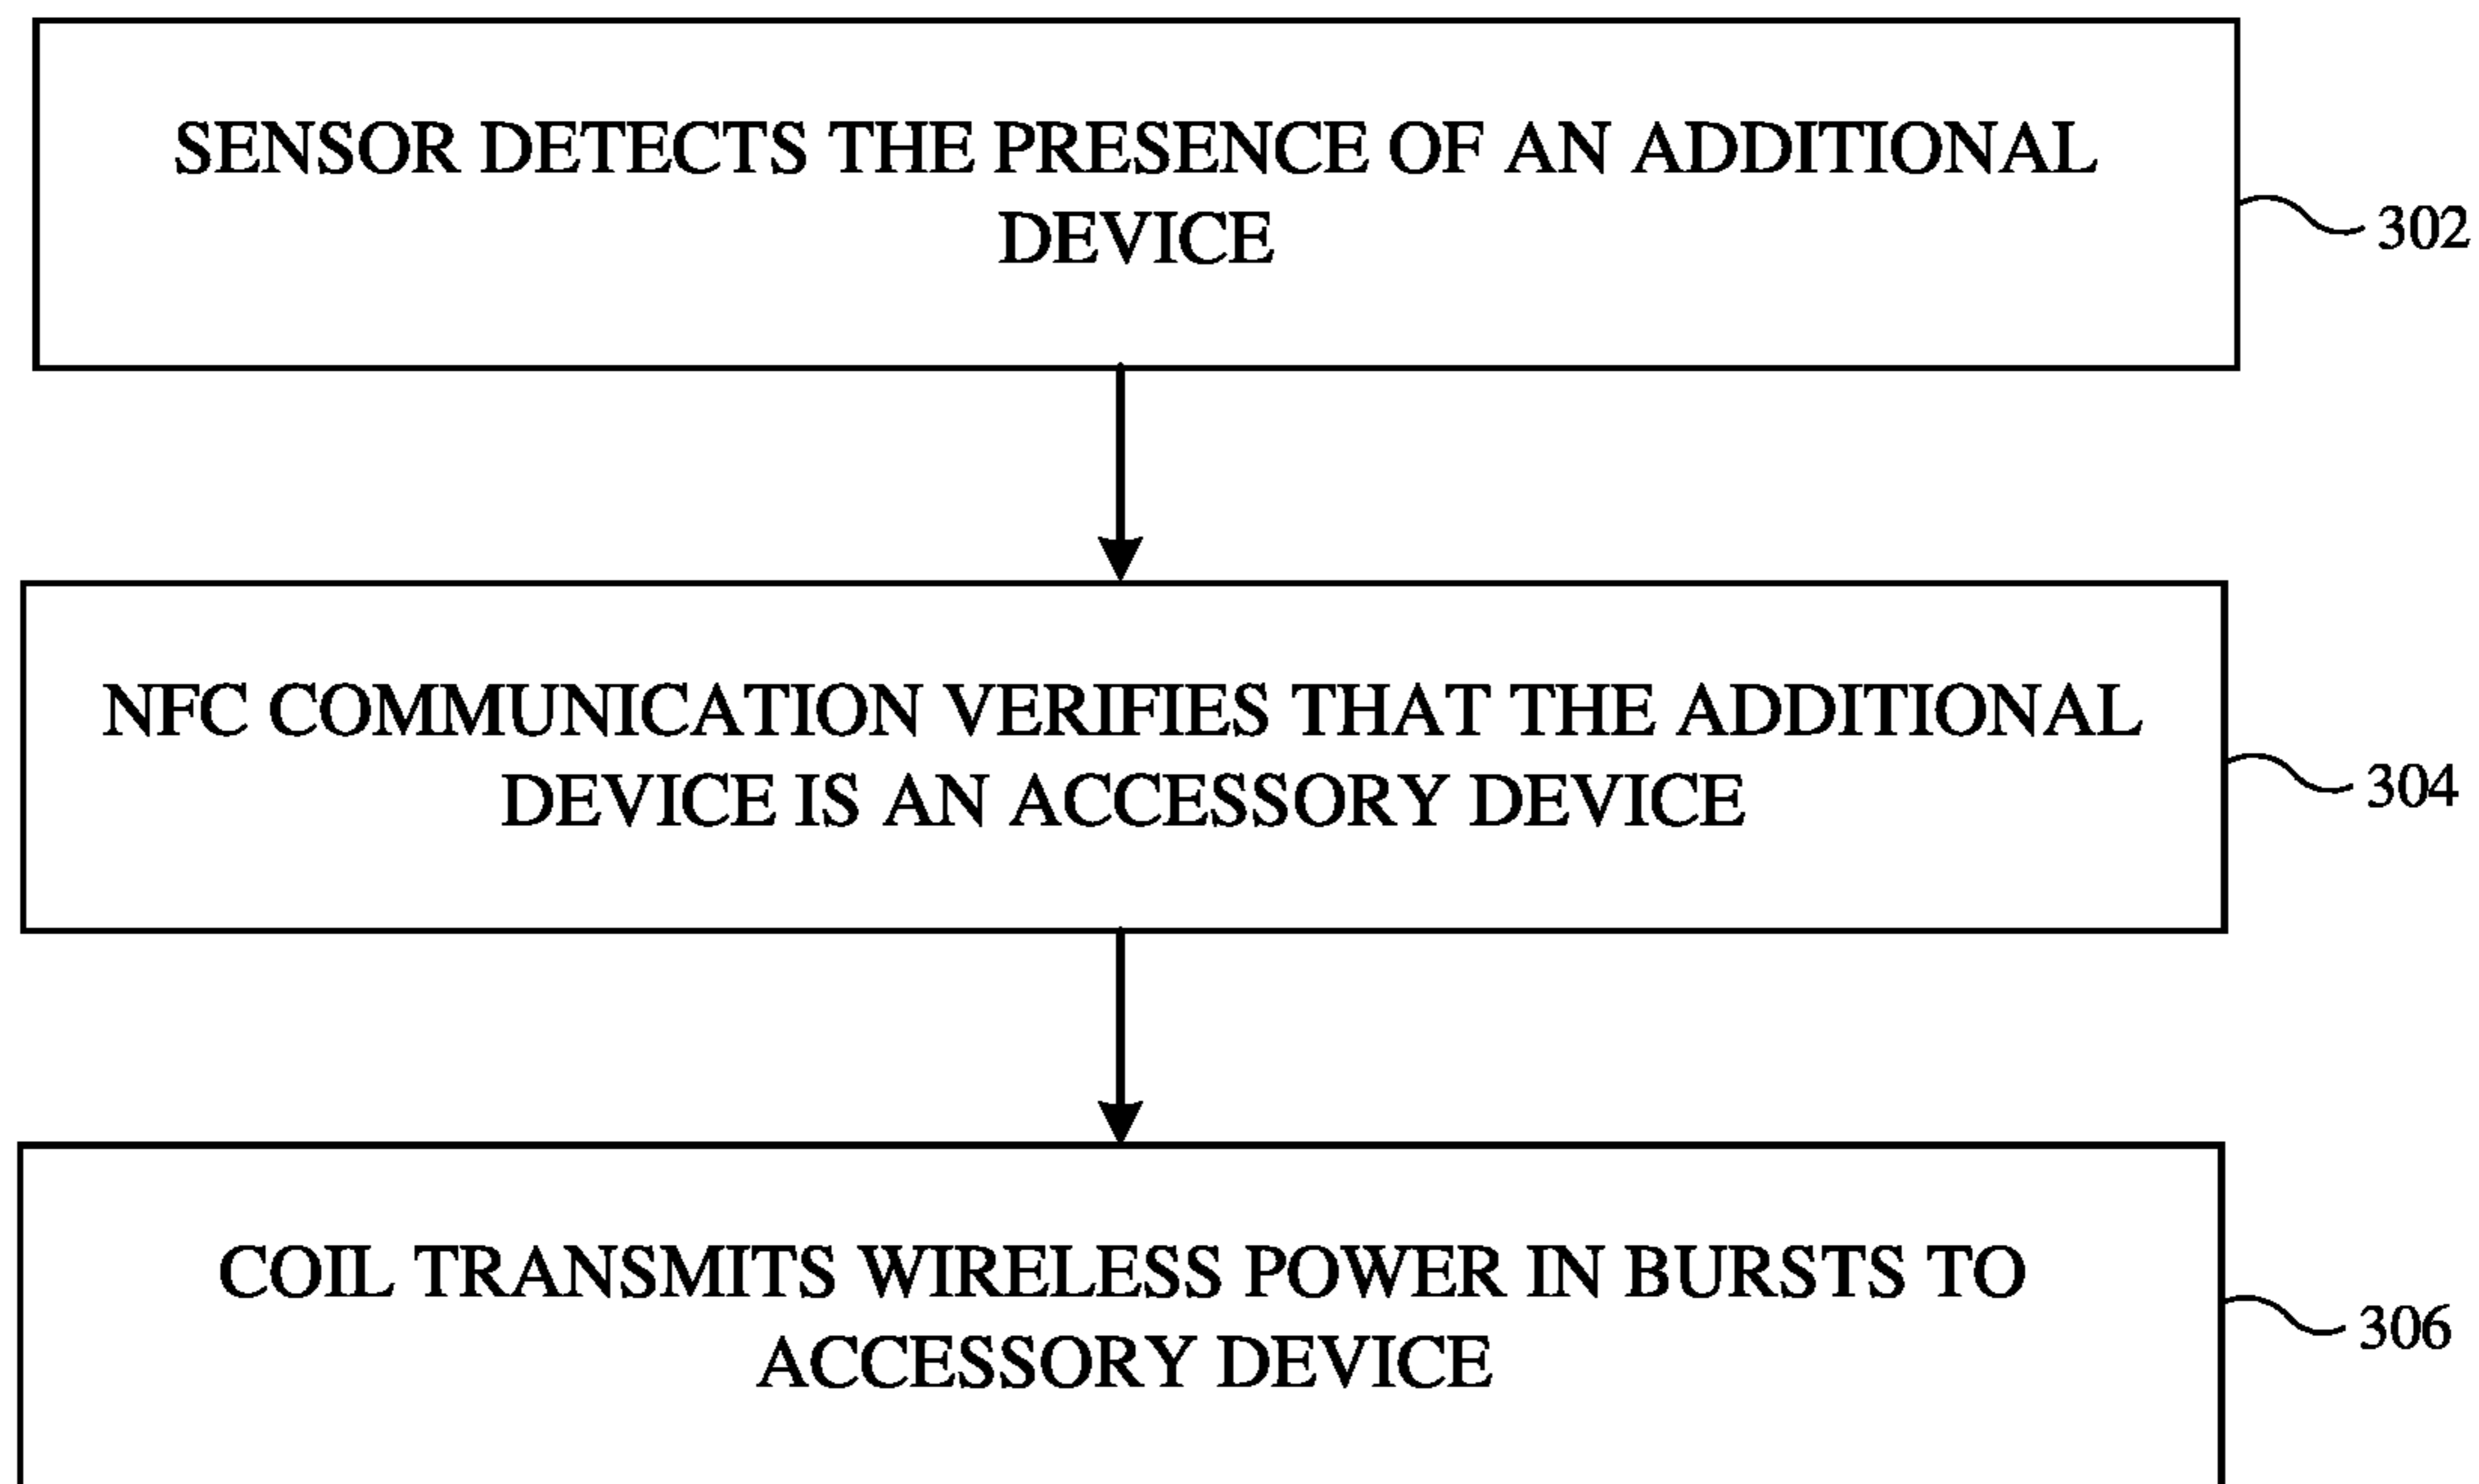 SENSOR DETECTS THE PRESENCE OF AN ADDITIONAL
DEVICE
302
NFC COMMUNICATION VERIFIES THAT THE ADDITIONAL
DEVICE IS AN ACCESSORY DEVICE
304
COIL TRANSMITS WIRELESS POWER IN BURSTS TO
ACCESSORY DEVICE
306